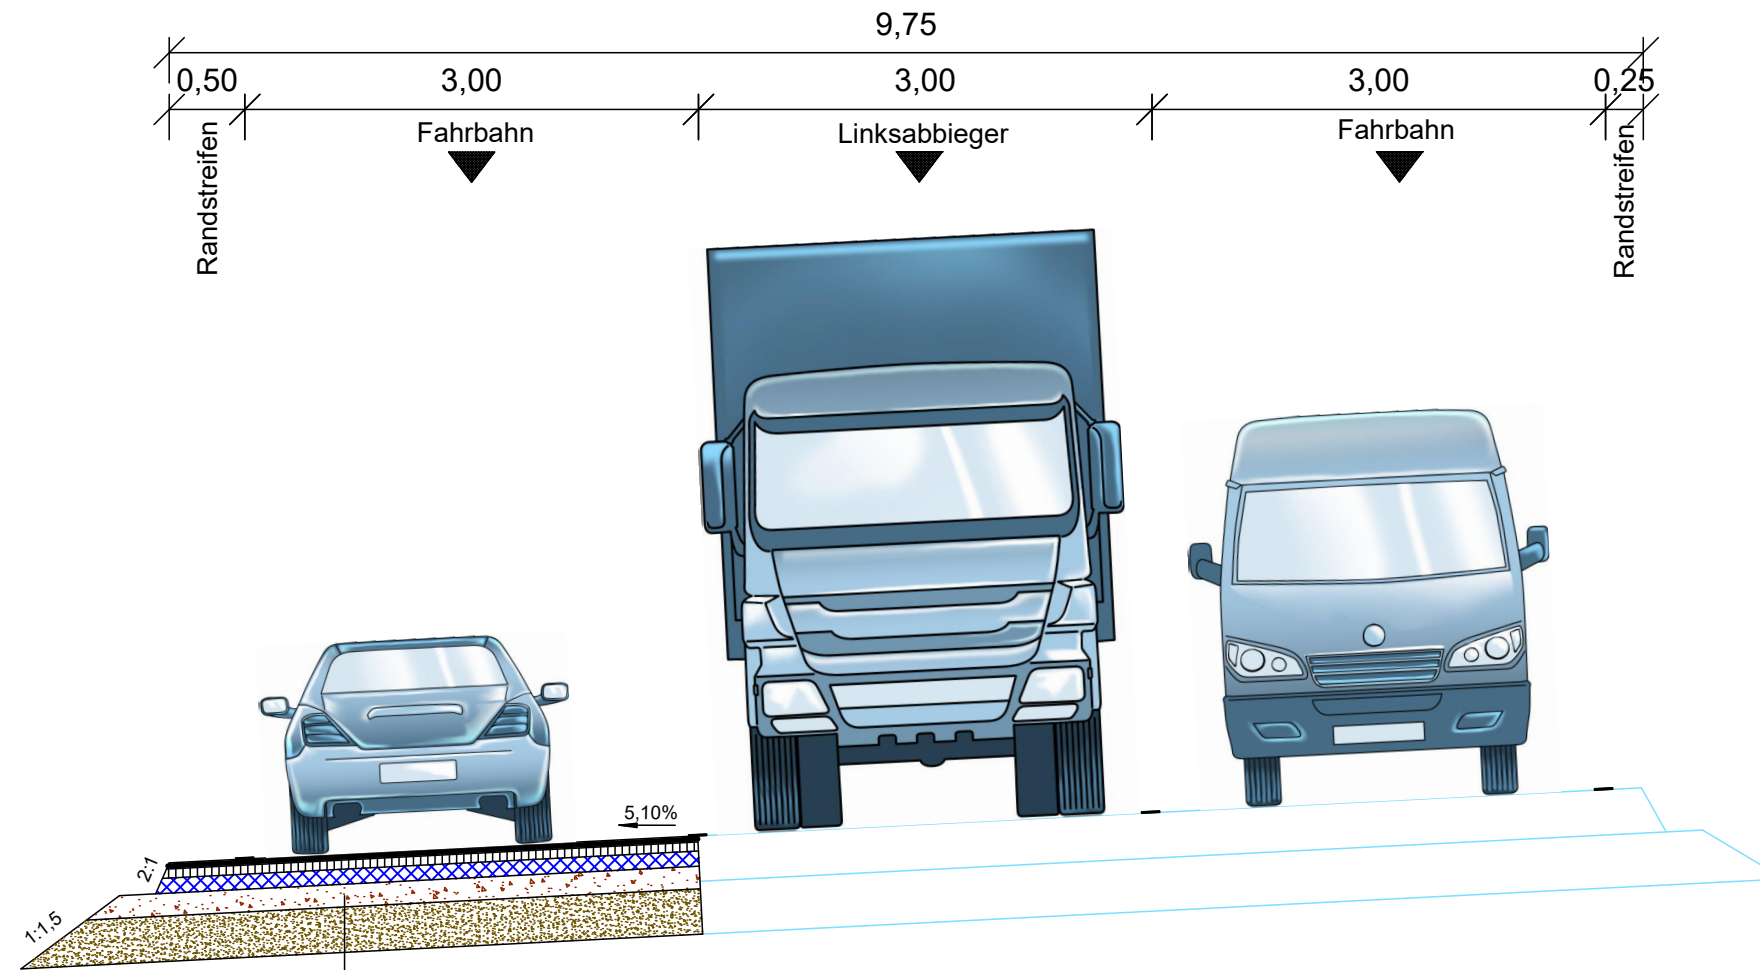 9,75
0,50
3,00
3,00
3,00
0,25
Randstreifen
Fahrbahn
Linksabbieger
Fahrbahn
Randstreifen
5,10%
2:1
1:1,5